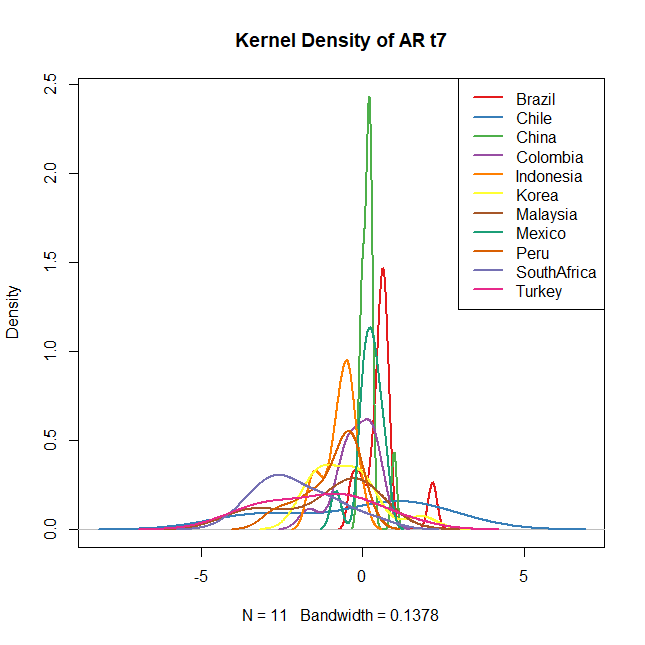 Kernel Density of AR t7
2.5
2.0
1.5
1.0
0.5
0.0
Density
Brazil
Chile
China
Colombia
Indonesia
Korea
Malaysia
Mexico
Peru
SouthAfrica
Turkey
-5
0
5
N = 11 Bandwidth = 0.1378